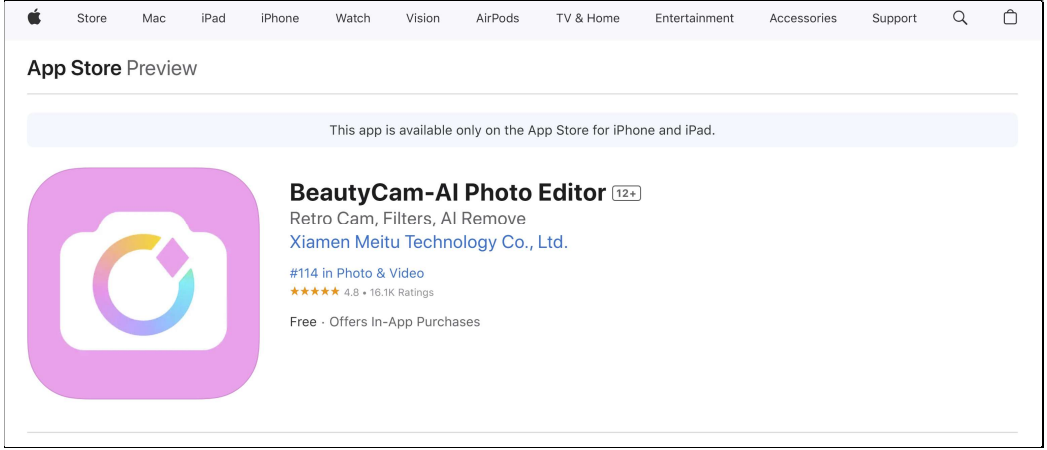 Store Mac iPad iPhone Watch Vision AirPods TV & Home Entertainment Accessories Support
App Store Preview
This app is available only on the App Store for iPhone and iPad.
BeautyCam-AI Photo Editor 12+
Retro Cam, Filters, AI Remove
Xiamen Meitu Technology Co., Ltd.
#114 in Photo & Video
★★★★★ 4.8 • 16.1K Ratings
Free · Offers In-App Purchases